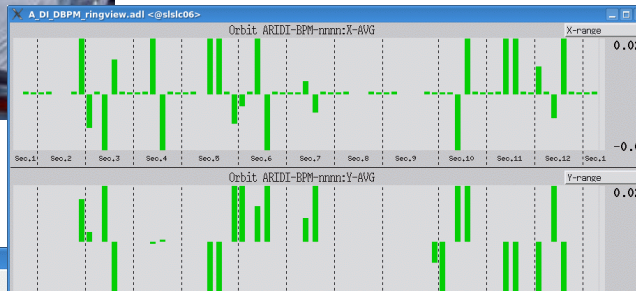 A_DI_DBPM_ringview.adl <@slslc06>
Orbit ARIDI-BPM-nnnn:X-AVG
X-range
0.02
-0.0
Sec.1 Sec.2 Sec.3 Sec.4 Sec.5 Sec.6 Sec.7 Sec.8 Sec.9 Sec.10 Sec.11 Sec.12 Sec.1
Orbit ARIDI-BPM-nnnn:Y-AVG
Y-range
0.02